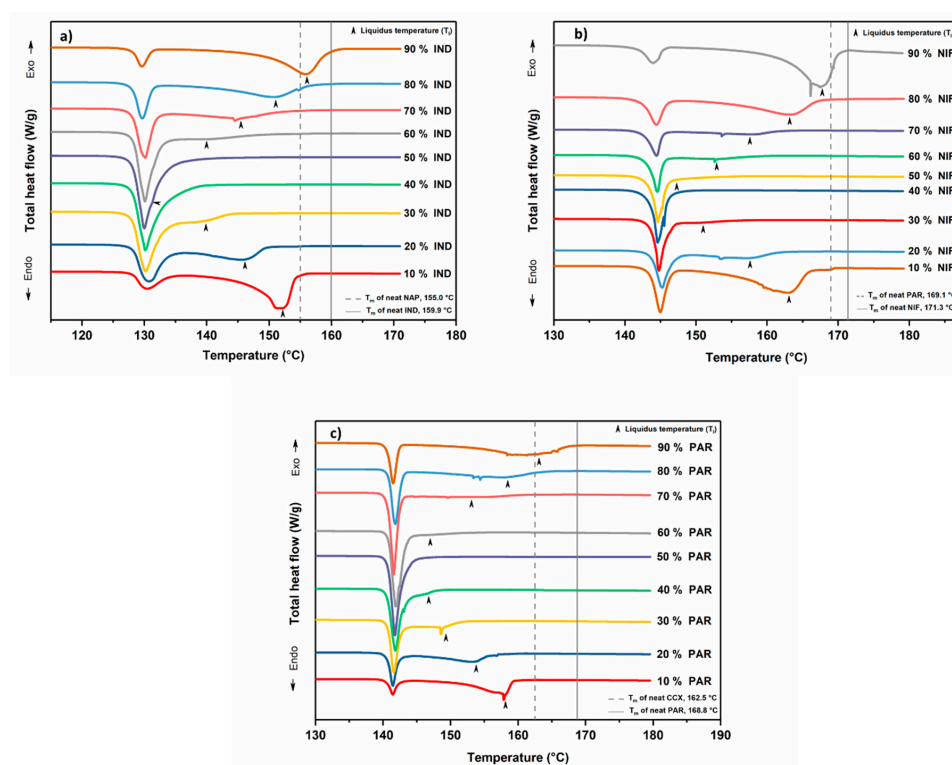 a)
Liquidus temperature (Tl)
Exo
Total heat flow (W/g)
Endo
90 % IND
80 % IND
70 % IND
60 % IND
50 % IND
40 % IND
30 % IND
20 % IND
10 % IND
Tm of neat NAP, 155.0 °C
Tm of neat IND, 159.9 °C
120 130 140 150 160 170 180
Temperature (°C)
b)
Liquidus temperature (Tl)
Exo
Total heat flow (W/g)
Endo
90 % NIF
80 % NIF
70 % NIF
60 % NIF
50 % NIF
40 % NIF
30 % NIF
20 % NIF
10 % NIF
Tm of neat PAR, 169.1 °C
Tm of neat NIF, 171.3 °C
130 140 150 160 170 180
Temperature (°C)
c)
Liquidus temperature (Tl)
Exo
Total heat flow (W/g)
Endo
90 % PAR
80 % PAR
70 % PAR
60 % PAR
50 % PAR
40 % PAR
30 % PAR
20 % PAR
10 % PAR
Tm of neat CCX, 162.5 °C
Tm of neat PAR, 168.8 °C
130 140 150 160 170 180 190
Temperature (°C)